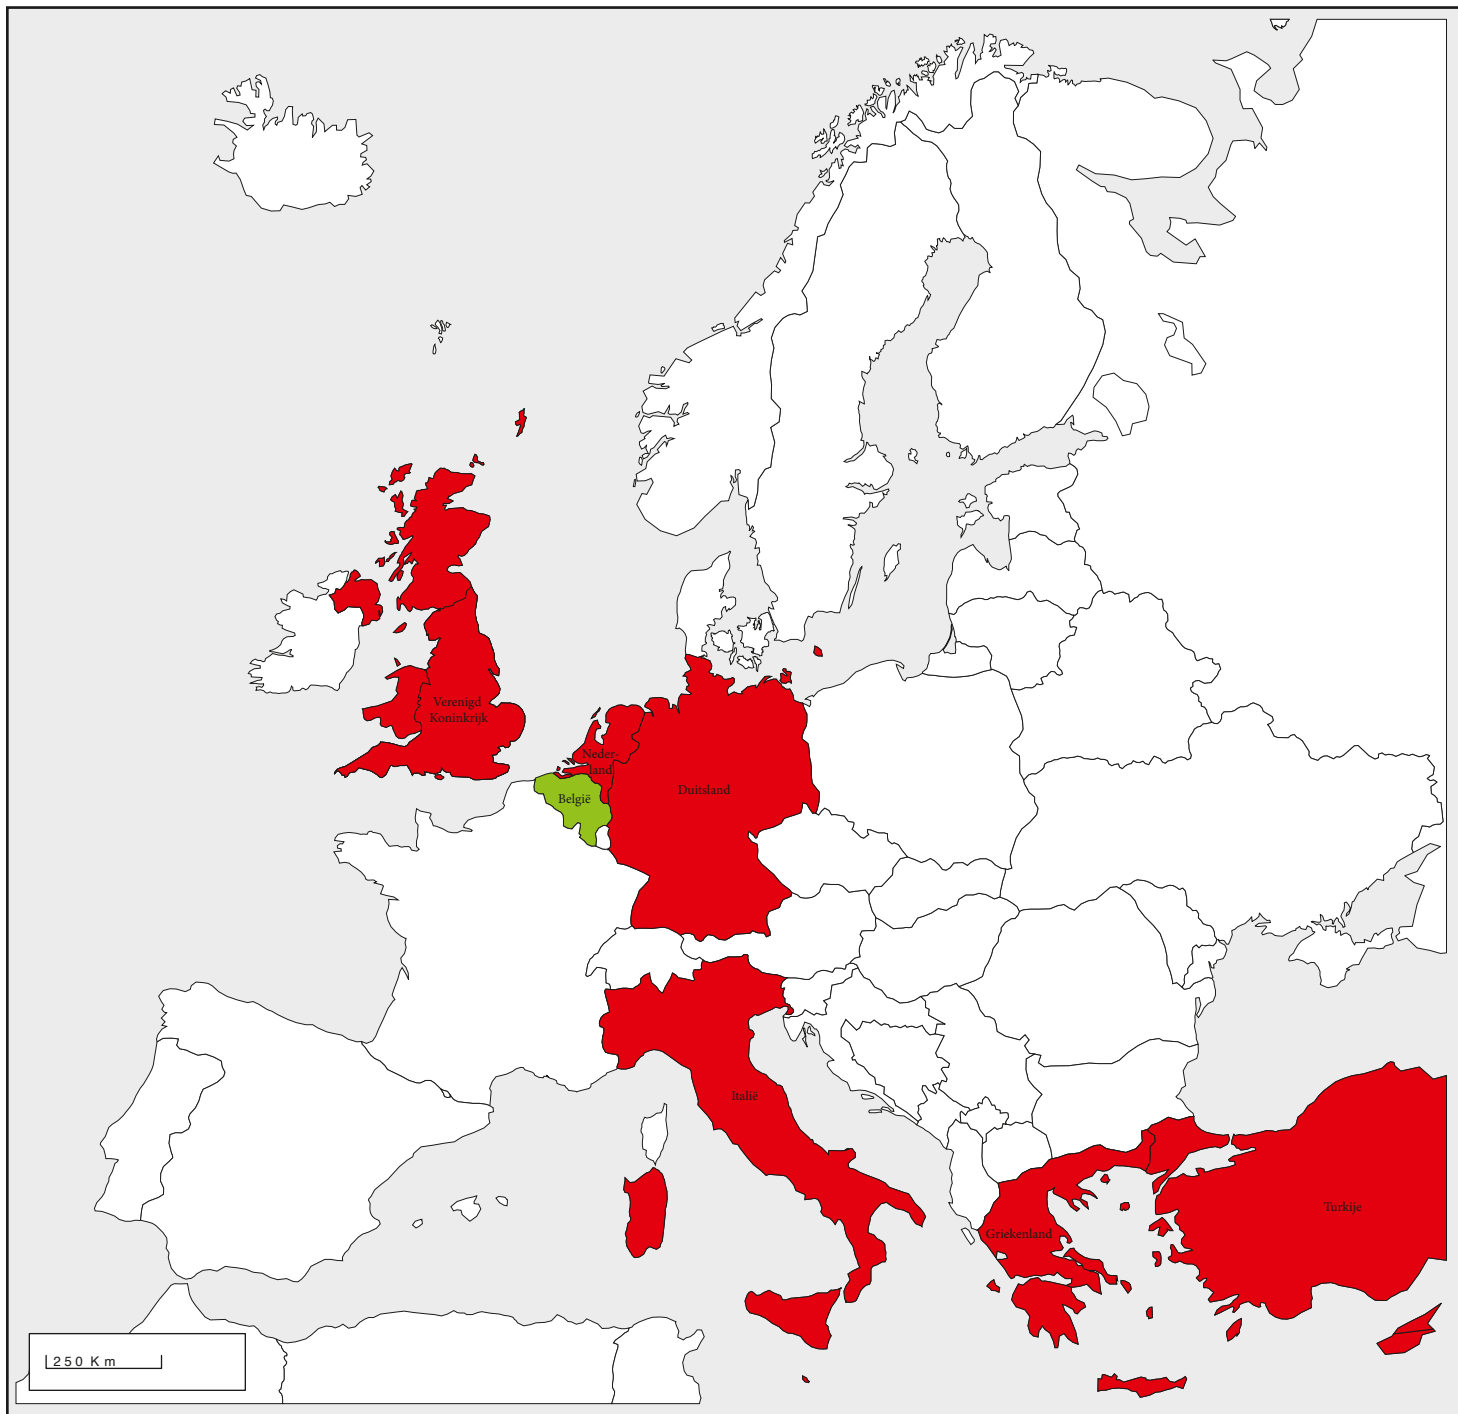 Verenigd
Koninkrijk
Neder-
land
België
Duitsland
Italië
Griekenland
Turkije
250 Km